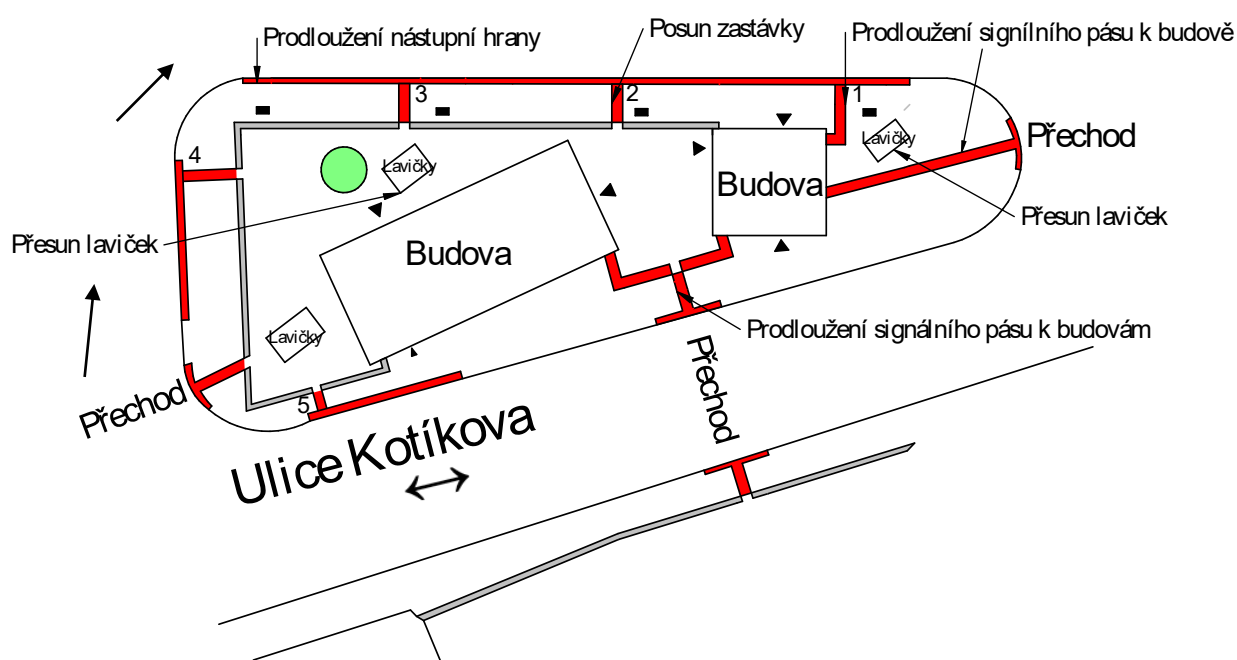 Prodloužení nástupní hrany
Posun zastávky
Prodloužení signílního pásu k budově
3
2
1
Lavičky
Přechod
4
Lavičky
Budova
Přesun laviček
Přesun laviček
Budova
Lavičky
Prodloužení signálního pásu k budovám
Přechod
Přechod
5
Ulice Kotíkova